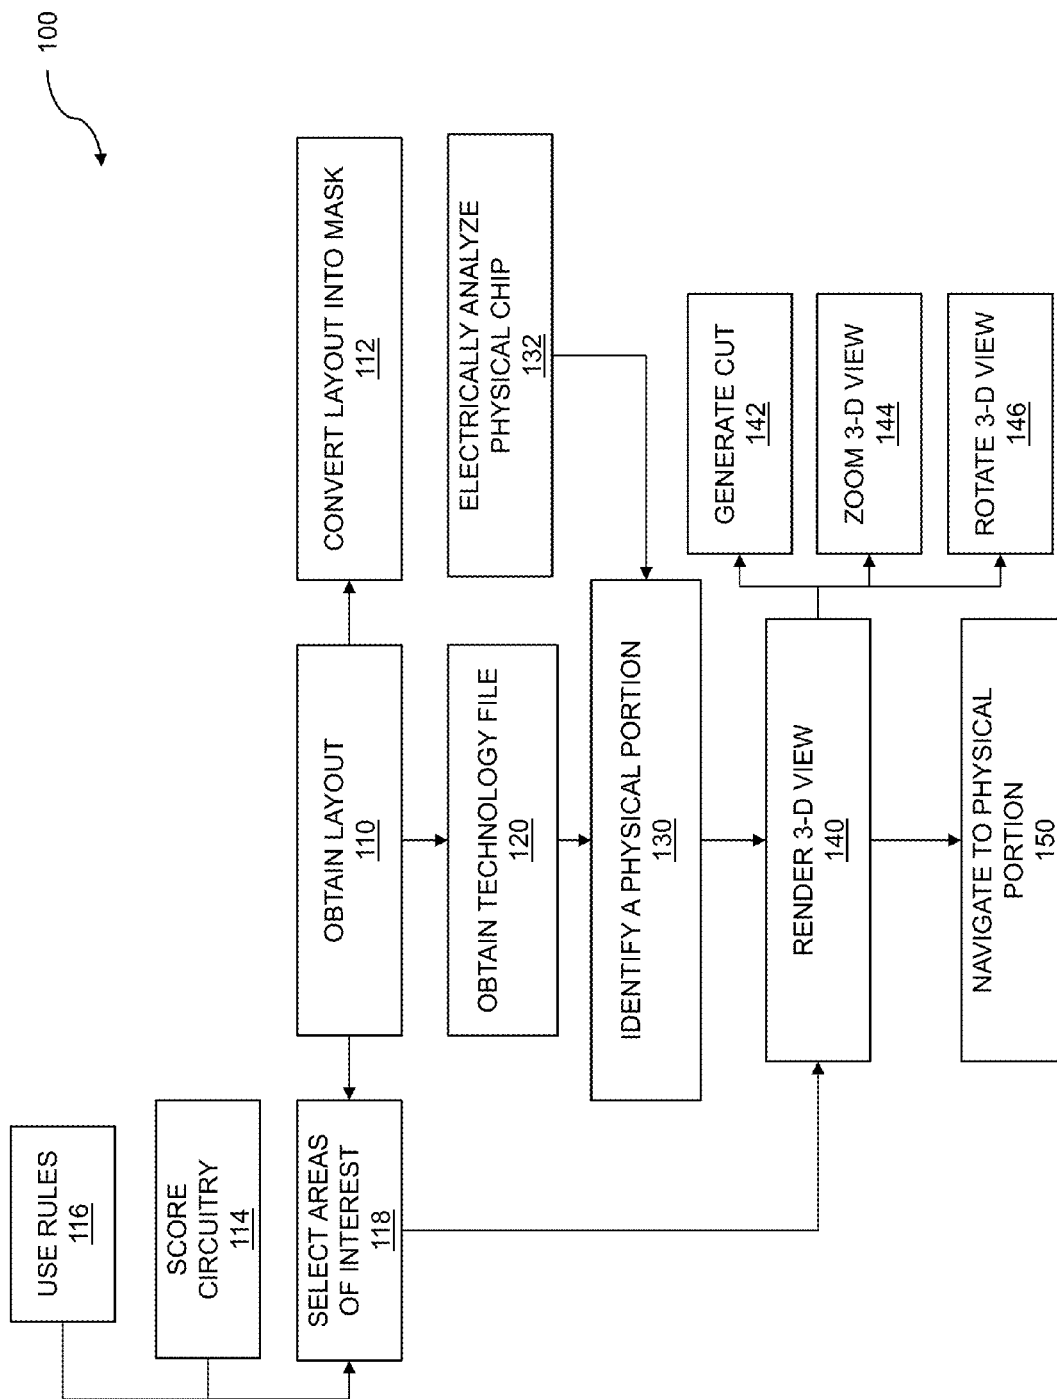 100
USE RULES
116
SCORE
CIRCUITRY
114
SELECT AREAS
OF INTEREST
118
OBTAIN LAYOUT
110
CONVERT LAYOUT INTO MASK
112
OBTAIN TECHNOLOGY FILE
120
ELECTRICALLY ANALYZE
PHYSICAL CHIP
132
IDENTIFY A PHYSICAL PORTION
130
RENDER 3-D VIEW
140
GENERATE CUT
142
ZOOM 3-D VIEW
144
ROTATE 3-D VIEW
146
NAVIGATE TO PHYSICAL
PORTION
150